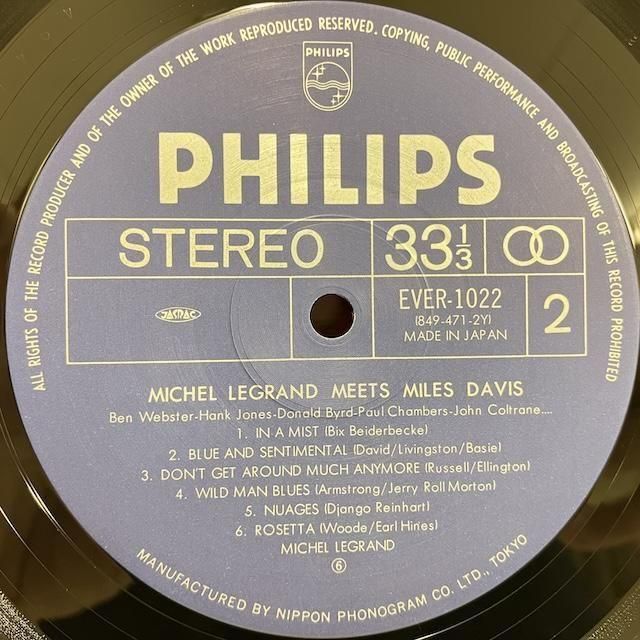 ALL RIGHTS OF THE RECORD PRODUCER AND OF THE OWNER OF THE WORK REPRODUCED RESERVED. COPYING, PUBLIC PERFORMANCE AND BROADCASTING OF THIS RECORD PROHIBITED
PHILIPS
PHILIPS
STEREO 33 1/3
JASRAC EVER-1022 2
(849-471-2Y)
MADE IN JAPAN
MICHEL LEGRAND MEETS MILES DAVIS
Ben Webster-Hank Jones-Donald Byrd-Paul Chambers-John Coltrane....
1. IN A MIST (Bix Beiderbecke)
2. BLUE AND SENTIMENTAL (David/Livingston/Basie)
3. DON'T GET AROUND MUCH ANYMORE (Russell/Ellington)
4. WILD MAN BLUES (Armstrong/Jerry Roll Morton)
5. NUAGES (Django Reinhart)
6. ROSETTA (Woode/Earl Hines)
MICHEL LEGRAND
⑥
MANUFACTURED BY NIPPON PHONOGRAM CO. LTD., TOKYO